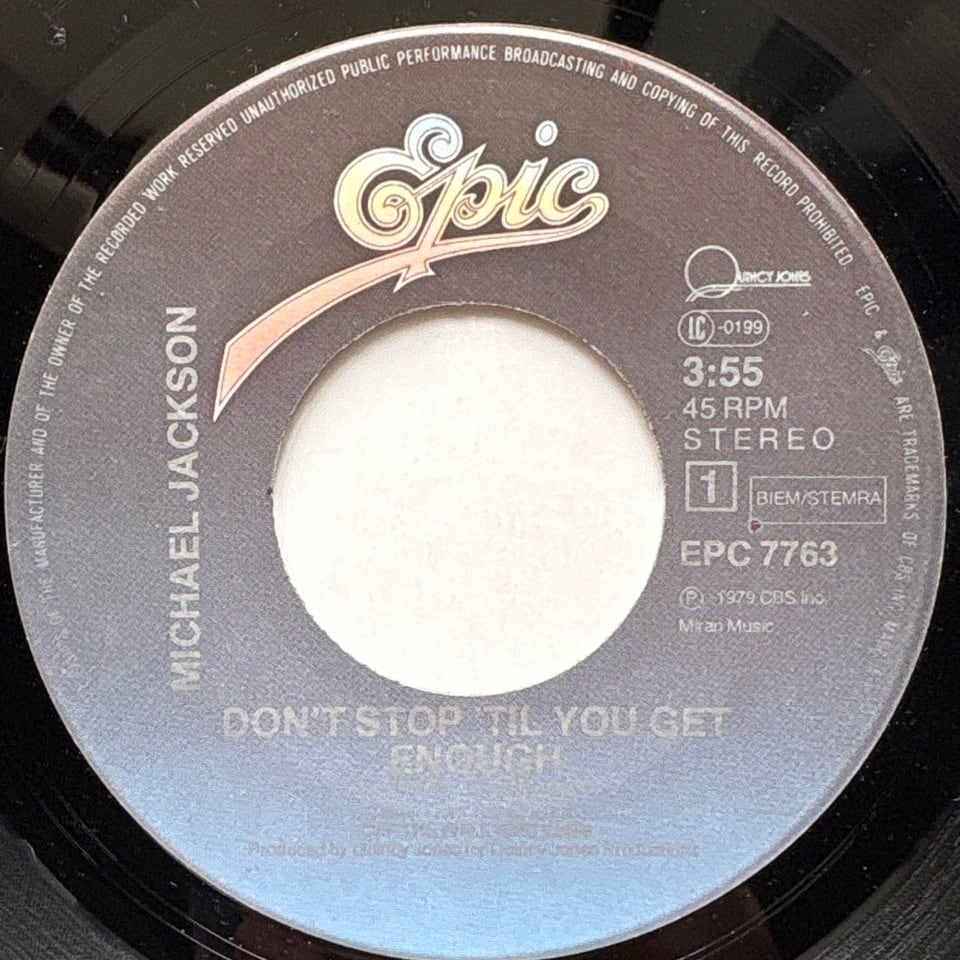 OF THE MANUFACTURER AND OF THE OWNER OF THE RECORDED WORK RESERVED UNAUTHORIZED PUBLIC PERFORMANCE BROADCASTING AND COPYING OF THIS RECORD PROHIBITED EPIC & Epic ARE TRADEMARKS OF CBS INC
Epic
QUINCY JONES
LC-0199
3:55
45 RPM
STEREO
1
BIEM/STEMRA
EPC 7763
Ⓟ 1979 CBS Inc.
Miran Music
MICHAEL JACKSON
DON'T STOP 'TIL YOU GET
ENOUGH
Produced by Quincy Jones for Quincy Jones Productions